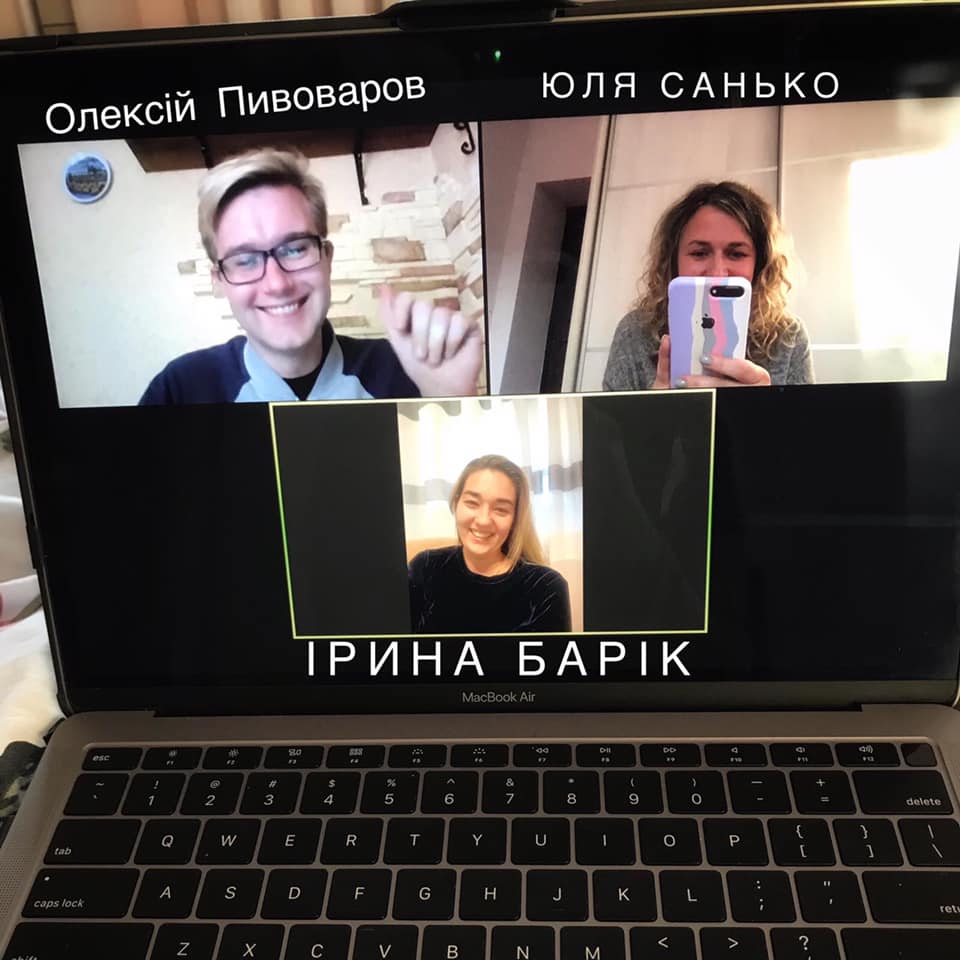 Олексій Пивоваров
ЮЛЯ САНЬКО
ІРИНА БАРІК
MacBook Air
esc F1 F2 F3 F4 F5 F6 F7 F8 F9 F10 F11 F12
~ ! @ # $ % ^ & * ( ) — +
` 1 2 3 4 5 6 7 8 9 0 - = delete
tab Q W E R T Y U I O P { [ } ] | \
caps lock A S D F G H J K L : ; " ,
Z X C V B N M < > ?